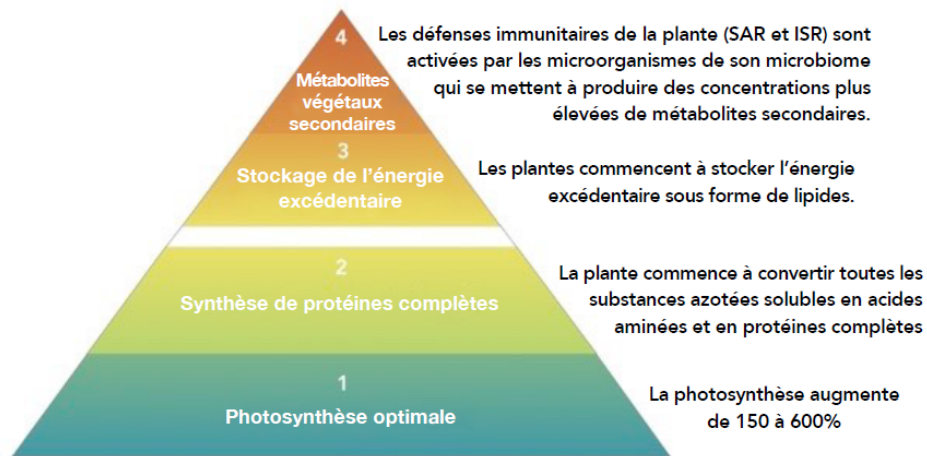 4
Métabolites
végétaux
secondaires
Les défenses immunitaires de la plante (SAR et ISR) sont
activées par les microorganismes de son microbiome
qui se mettent à produire des concentrations plus
élevées de métabolites secondaires.
3
Stockage de l'énergie
excédentaire
Les plantes commencent à stocker l'énergie
excédentaire sous forme de lipides.
2
Synthèse de protéines complètes
La plante commence à convertir toutes les
substances azotées solubles en acides
aminées et en protéines complètes
1
Photosynthèse optimale
La photosynthèse augmente
de 150 à 600%